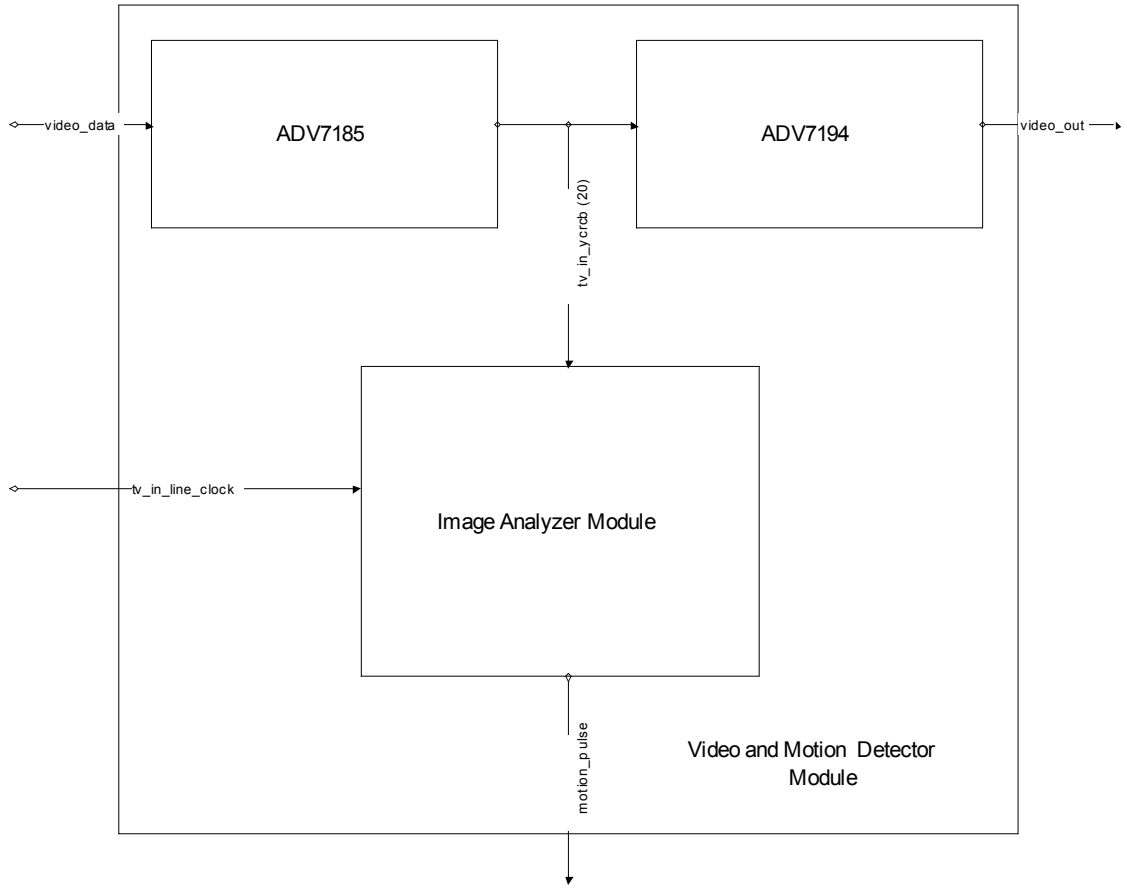 ADV7185
ADV7194
video_data
video_out
tv_in_ycrcb (20)
tv_in_line_clock
Image Analyzer Module
motion_pulse
Video and Motion Detector
Module